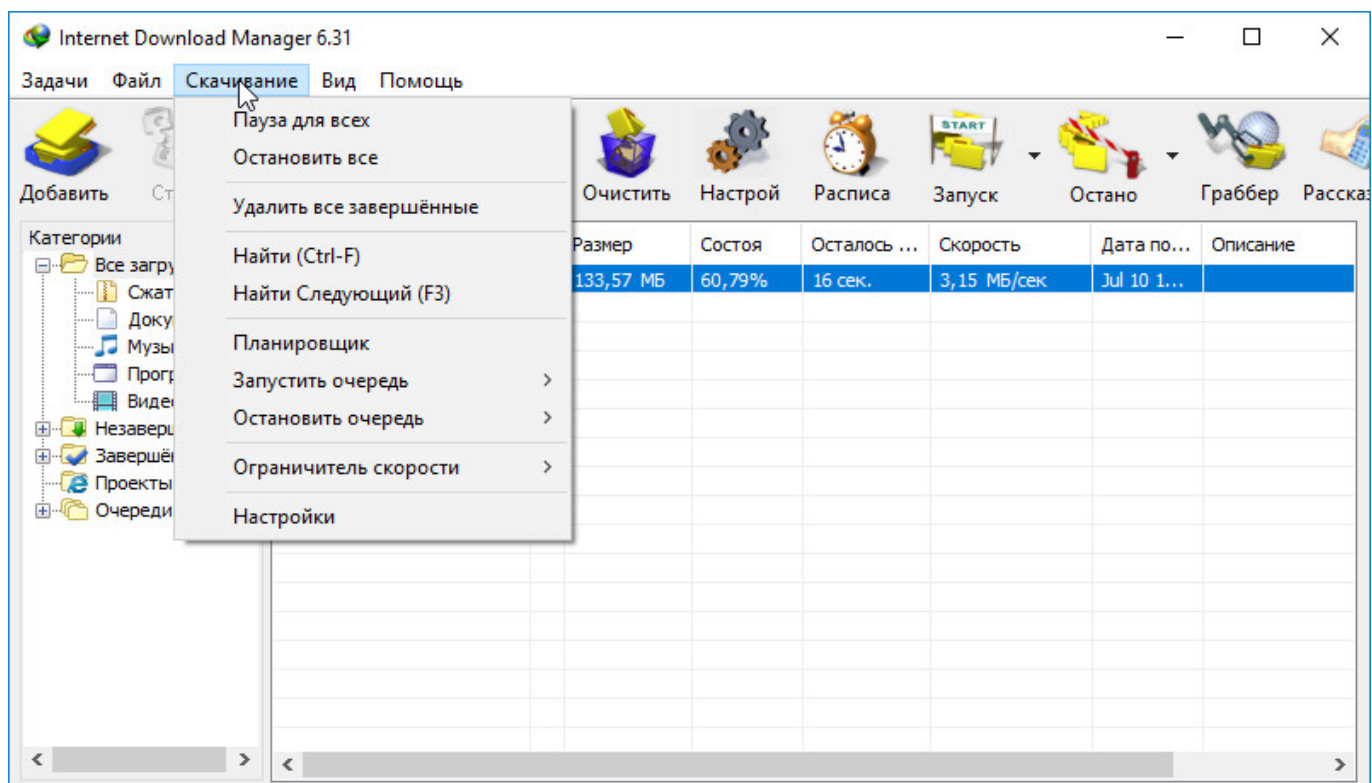 Internet Download Manager 6.31
Задачи Файл Скачивание Вид Помощь
Пауза для всех
Остановить все
Удалить все завершённые
Найти (Ctrl-F)
Найти Следующий (F3)
Планировщик
Запустить очередь
Остановить очередь
Ограничитель скорости
Настройки
START
Добавить Ст Очистить Настрой Расписа Запуск Остано Граббер Расска
Категории
Все загру
Сжат
Доку
Музы
Прогр
Виде
Незаверш
Завершё
Проекты
Очереди
Размер Состоя Осталось ... Скорость Дата по... Описание
133,57 МБ 60,79% 16 сек. 3,15 МБ/сек Jul 10 1...